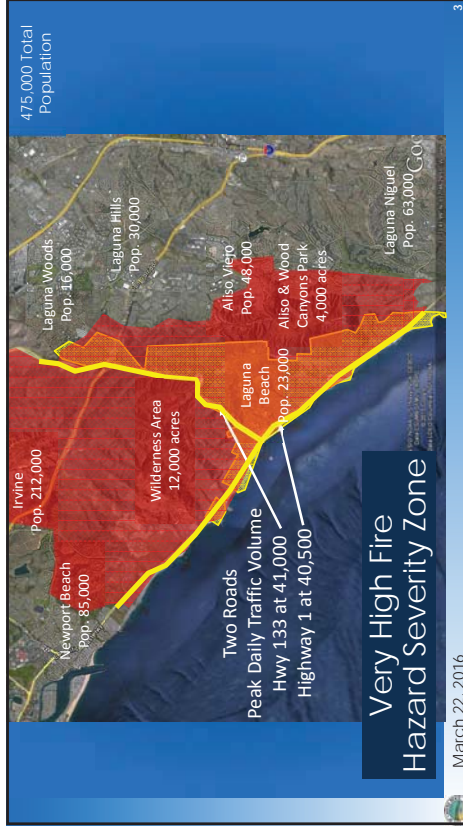 475,000 Total
Population
Irvine
Pop. 212,000
Newport Beach
Pop. 85,000
Laguna Woods
Pop. 16,000
Laguna Hills
Pop. 30,000
Wilderness Area
12,000 acres
Aliso Viejo
Pop. 48,000
Laguna
Beach
Pop. 23,000
Aliso & Wood
Canyons Park
4,000 acres
Laguna Niguel
Pop. 63,000
Goo
Two Roads
Peak Daily Traffic Volume
Hwy 133 at 41,000
Highway 1 at 40,500
Very High Fire
Hazard Severity Zone
March 22, 2016
3